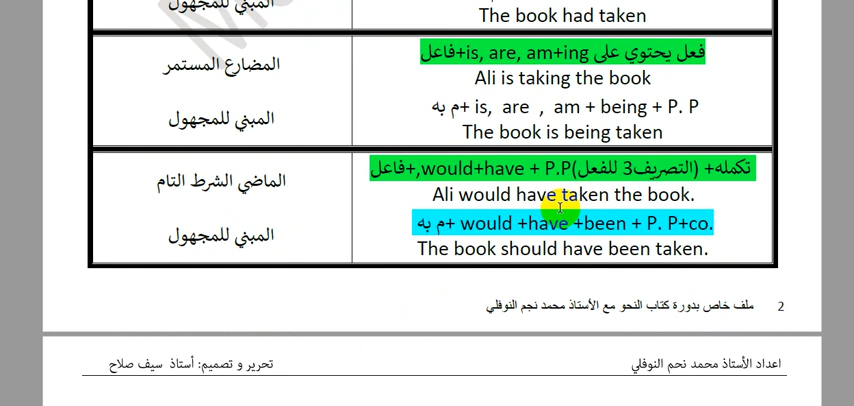 المبني للمجهول
The book had taken
المضارع المستمر
فاعل+is, are, am+ing فعل يحتوي على
Ali is taking the book
المبني للمجهول
م به +is, are , am + being + P. P
The book is being taken
الماضي الشرط التام
فاعل+,would+have + P.P(التصريف3 للفعل) +تكمله
Ali would have taken the book.
المبني للمجهول
م به + would +have +been + P. P+co.
The book should have been taken.
ملف خاص بدورة كتاب النحو مع الأستاذ محمد نجم النوفلي 2
اعداد الأستاذ محمد نحم النوفلي
تحرير و تصميم: أستاذ سيف صلاح